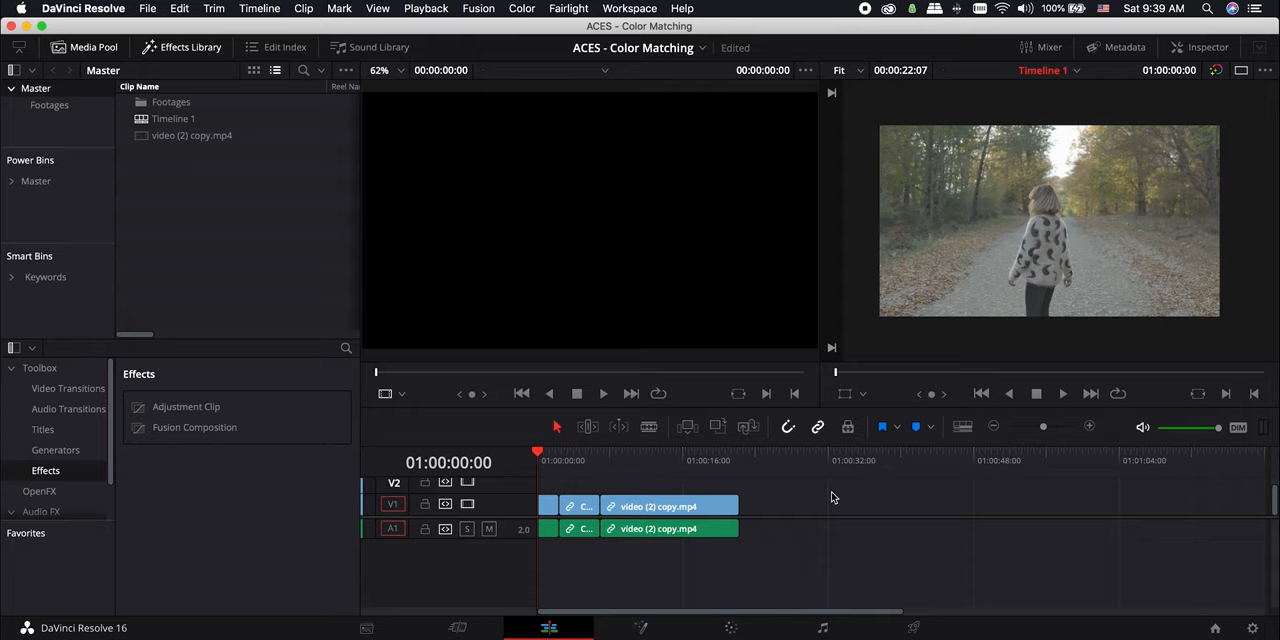 DaVinci Resolve File Edit Trim Timeline Clip Mark View Playback Fusion Color Fairlight Workspace Help 100% Sat 9:39 AM
ACES - Color Matching
Media Pool Effects Library Edit Index Sound Library ACES - Color Matching Edited Mixer Metadata Inspector
Master 62% 00:00:00:00 00:00:00:00 Fit 00:00:22:07 Timeline 1 01:00:00:00
Master
Footages
Power Bins
Master
Smart Bins
Keywords
Clip Name Reel Na
Footages
Timeline 1
video (2) copy.mp4
Toolbox
Video Transitions
Audio Transitions
Titles
Generators
Effects
OpenFX
Audio FX
Favorites
Effects
Adjustment Clip
Fusion Composition
DIM
01:00:00:00 01:00:00:00 01:00:16:00 01:00:32:00 01:00:48:00 01:01:04:00
V2
V1 C... video (2) copy.mp4
A1 S M 2.0 C... video (2) copy.mp4
DaVinci Resolve 16